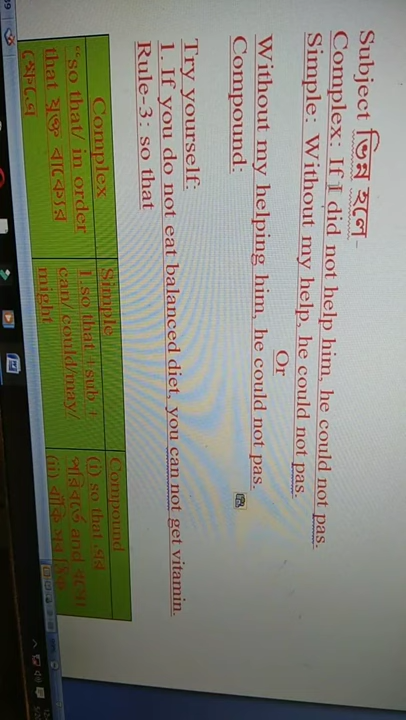 Subject ভিন্ন হলে-
Complex: If I did not help him, he could not pas.
Simple: Without my help, he could not pas.
Or
Without my helping him, he could not pas.
Compound:
Try yourself:
1. If you do not eat balanced diet, you can not get vitamin.
Rule-3: so that
Complex
Simple
Compound
“so that/ in order
that যুক্ত বাক্যের
ক্ষেত্রে
1.so that + sub +
can/ could/may/
might
(i) so that এর
পরিবর্তে and বসে।
(ii)